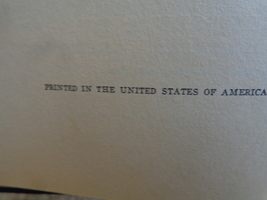 PRINTED IN THE UNITED STATES OF AMERICA